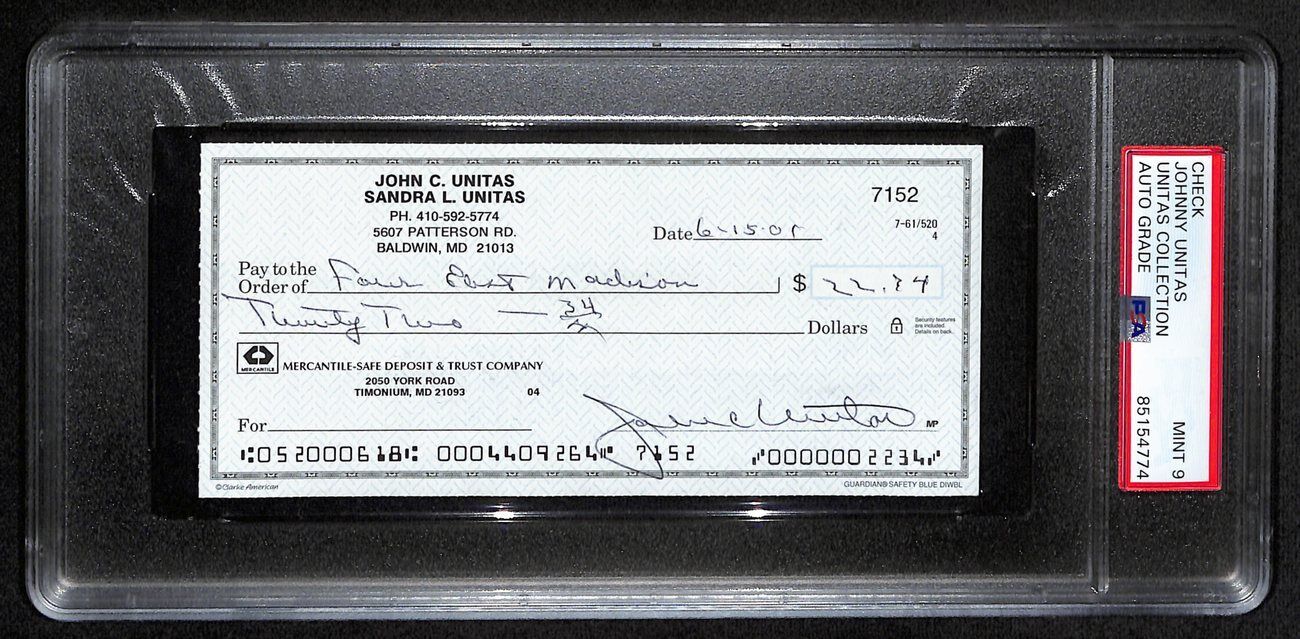 JOHN C. UNITAS
SANDRA L. UNITAS
PH. 410-592-5774
5607 PATTERSON RD.
BALDWIN, MD 21013
7152
7-61/520
4
Date 6-15-01
Pay to the
Order of Four East Madison $ 22.34
Twenty Two — 34/
Dollars
Security features
are included.
Details on back.
MERCANTILE
MERCANTILE-SAFE DEPOSIT & TRUST COMPANY
2050 YORK ROAD
TIMONIUM, MD 21093 04
For John C Unitas MP
⑆052000618⑆ 0004409264⑈ 7152 ⑈0000002234⑈
©Clarke American
GUARDIAN® SAFETY BLUE DIWBL
CHECK
JOHNNY UNITAS
UNITAS COLLECTION
AUTO GRADE
MINT 9
85154774
PSA